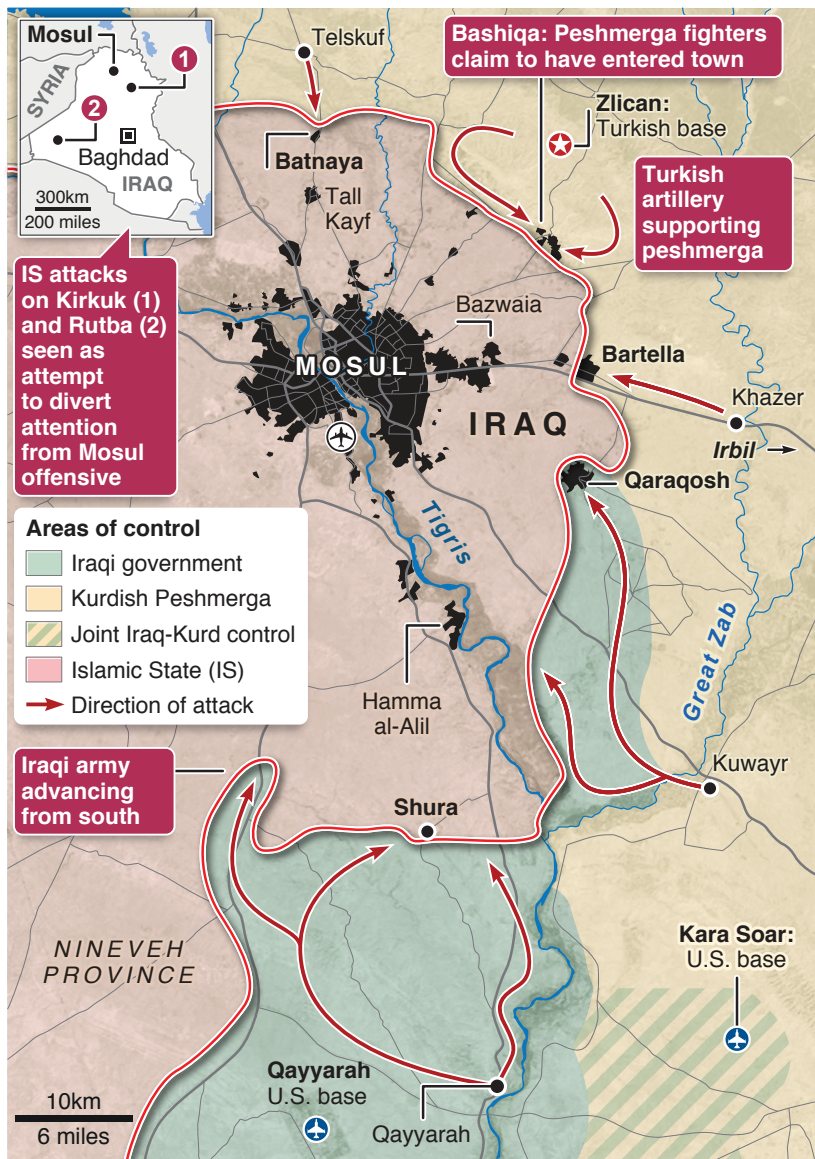 Mosul
1
SYRIA
2
Baghdad
IRAQ
300km
200 miles
IS attacks
on Kirkuk (1)
and Rutba (2)
seen as
attempt
to divert
attention
from Mosul
offensive
Telskuf
Bashiqa: Peshmerga fighters
claim to have entered town
Zlican:
Turkish base
Batnaya
Tall
Kayf
Turkish
artillery
supporting
peshmerga
Bazwaia
MOSUL
Bartella
IRAQ
Khazer
Irbil
Qaraqosh
Tigris
Areas of control
Iraqi government
Kurdish Peshmerga
Joint Iraq-Kurd control
Islamic State (IS)
Direction of attack
Great Zab
Hamma
al-Alil
Iraqi army
advancing
from south
Kuwayr
Shura
NINEVEH
PROVINCE
Kara Soar:
U.S. base
Qayyarah
U.S. base
Qayyarah
10km
6 miles